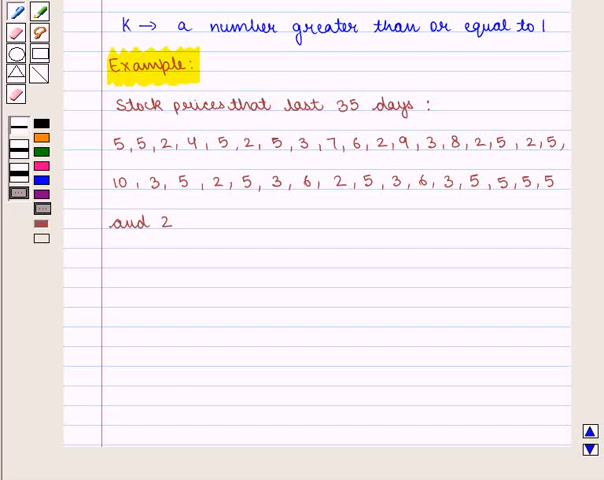 K → a number greater than or equal to 1
Example:
Stock prices that last 35 days :
5, 5, 2, 4, 5, 2, 5, 3, 7, 6, 2, 9, 3, 8, 2, 5, 2, 5,
10, 3, 5, 2, 5, 3, 6, 2, 5, 3, 6, 3, 5, 5, 5, 5
and 2